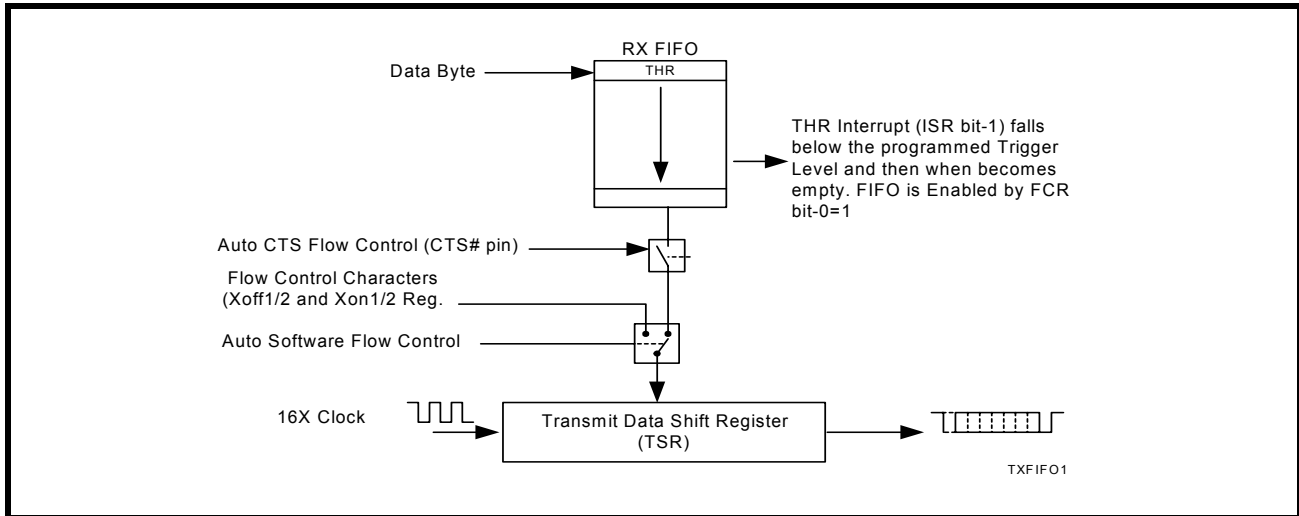 RX FIFO
THR
Data Byte
THR Interrupt (ISR bit-1) falls
below the programmed Trigger
Level and then when becomes
empty. FIFO is Enabled by FCR
bit-0=1
Auto CTS Flow Control (CTS# pin)
Flow Control Characters
(Xoff1/2 and Xon1/2 Reg.
Auto Software Flow Control
16X Clock
Transmit Data Shift Register
(TSR)
TXFIFO1